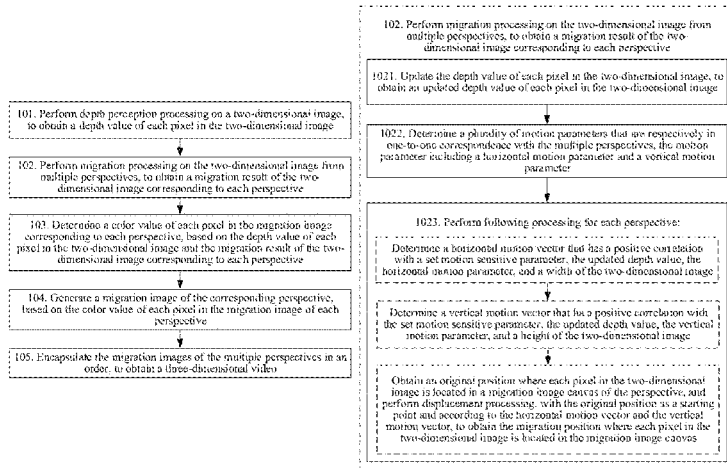 101. Perform depth perception processing on a two-dimensional image,
to obtain a depth value of each pixel in the two-dimensional image
102. Perform migration processing on the two-dimensional image from
multiple perspectives, to obtain a migration result of the two-
dimensional image corresponding to each perspective
103. Determine a color value of each pixel in the migration image
corresponding to each perspective, based on the depth value of each
pixel in the two-dimensional image and the migration result of the two-
dimensional image corresponding to each perspective
104. Generate a migration image of the corresponding perspective,
based on the color value of each pixel in the migration image of each
perspective
105. Encapsulate the migration images of the multiple perspectives in an
order, to obtain a three-dimensional video
102. Perform migration processing on the two-dimensional image from
multiple perspectives, to obtain a migration result of the two-
dimensional image corresponding to each perspective
1021. Update the depth value of each pixel in the two-dimensional image, to
obtain an updated depth value of each pixel in the two-dimensional image
1022. Determine a plurality of motion parameters that are respectively in
one-to-one correspondence with the multiple perspectives, the motion
parameter including a horizontal motion parameter and a vertical motion
parameter
1023. Perform following processing for each perspective:
Determine a horizontal motion vector that has a positive correlation
with a set motion sensitive parameter, the updated depth value, the
horizontal motion parameter, and a width of the two-dimensional image
Determine a vertical motion vector that has a positive correlation with
the set motion sensitive parameter, the updated depth value, the vertical
motion parameter, and a height of the two-dimensional image
Obtain an original position where each pixel in the two-dimensional
image is located in a migration image canvas of the perspective, and
perform displacement processing, with the original position as a starting
point and according to the horizontal motion vector and the vertical
motion vector, to obtain the migration position where each pixel in the
two-dimensional image is located in the migration image canvas